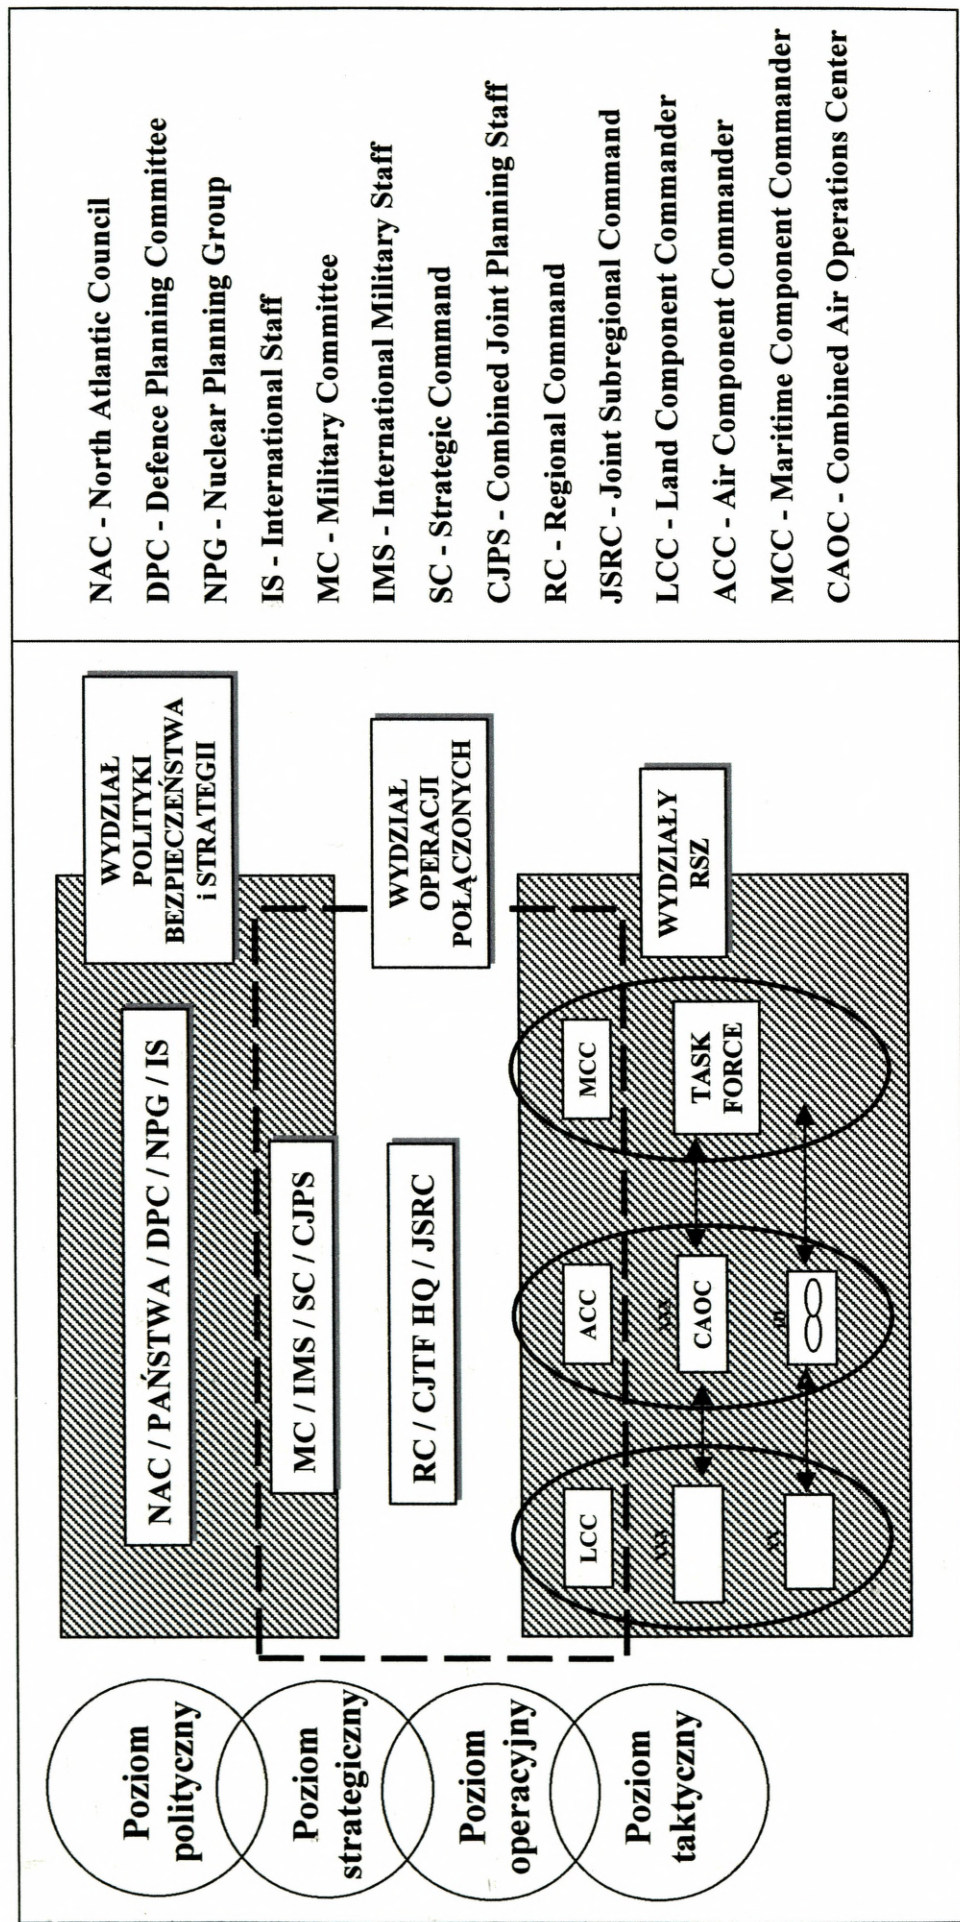 Poziom
polityczny
Poziom
strategiczny
Poziom
operacyjny
Poziom
taktyczny
NAC / PAŃSTWA / DPC / NPG / IS
MC / IMS / SC / CJPS
RC / CJTF HQ / JSRC
WYDZIAŁ
POLITYKI
BEZPIECZEŃSTWA
i STRATEGII
WYDZIAŁ
OPERACJI
POŁĄCZONYCH
WYDZIAŁY
RSZ
LCC
XXX
XX
ACC
XXX
CAOC
MCC
TASK
FORCE
NAC - North Atlantic Council
DPC - Defence Planning Committee
NPG - Nuclear Planning Group
IS - International Staff
MC - Military Committee
IMS - International Military Staff
SC - Strategic Command
CJPS - Combined Joint Planning Staff
RC - Regional Command
JSRC - Joint Subregional Command
LCC - Land Component Commander
ACC - Air Component Commander
MCC - Maritime Component Commander
CAOC - Combined Air Operations Center